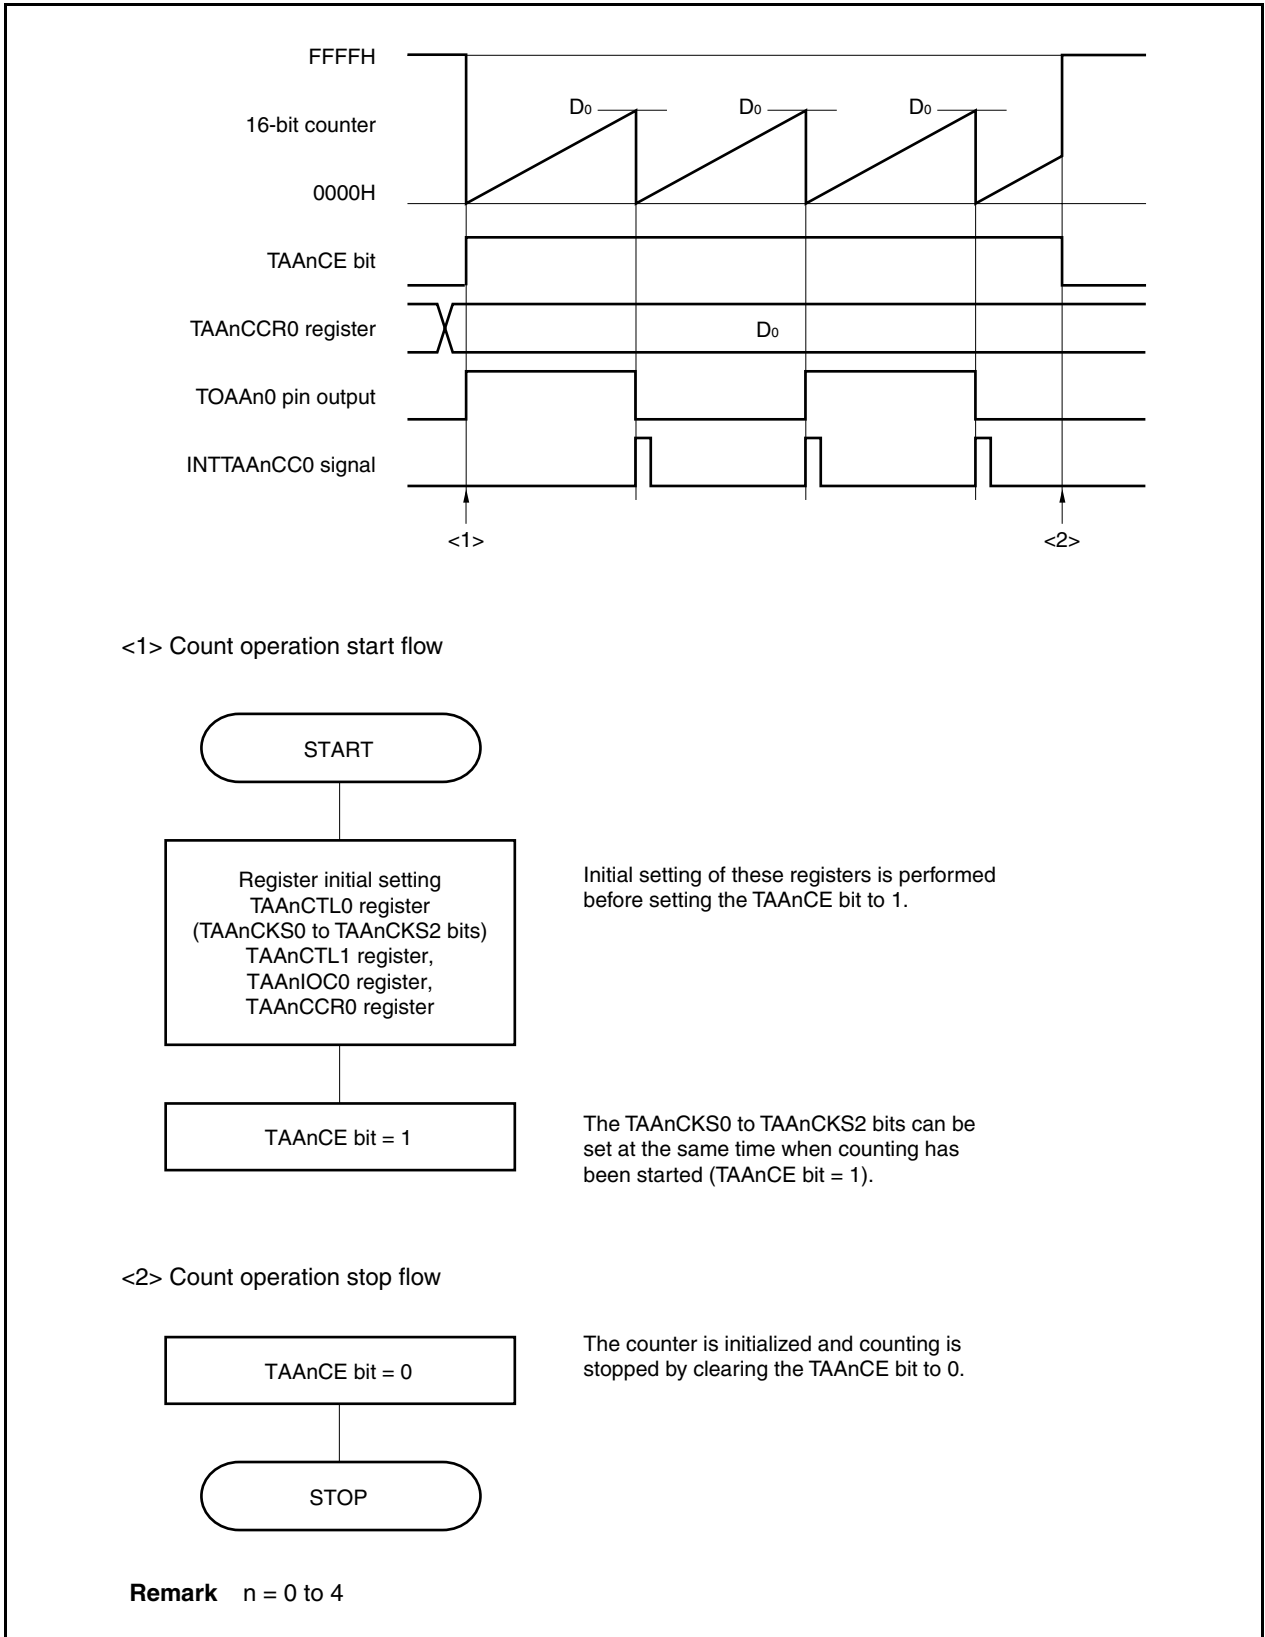 FFFFH
D0 D0 D0
16-bit counter
0000H
TAAnCE bit
TAAnCCR0 register
D0
TOAAn0 pin output
INTTAAnCC0 signal
<1> <2>
<1> Count operation start flow
START
Register initial setting
TAAnCTL0 register
(TAAnCKS0 to TAAnCKS2 bits)
TAAnCTL1 register,
TAAnIOC0 register,
TAAnCCR0 register
Initial setting of these registers is performed
before setting the TAAnCE bit to 1.
TAAnCE bit = 1
The TAAnCKS0 to TAAnCKS2 bits can be
set at the same time when counting has
been started (TAAnCE bit = 1).
<2> Count operation stop flow
TAAnCE bit = 0
The counter is initialized and counting is
stopped by clearing the TAAnCE bit to 0.
STOP
Remark n = 0 to 4